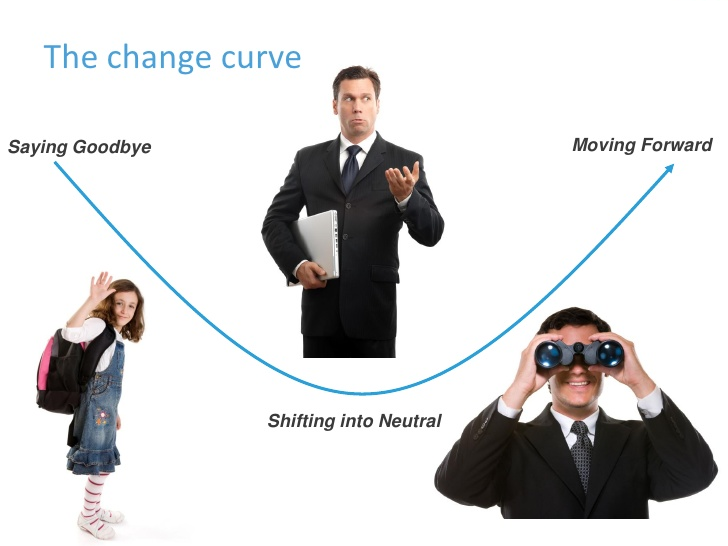 The change curve
Saying Goodbye
Moving Forward
Shifting into Neutral